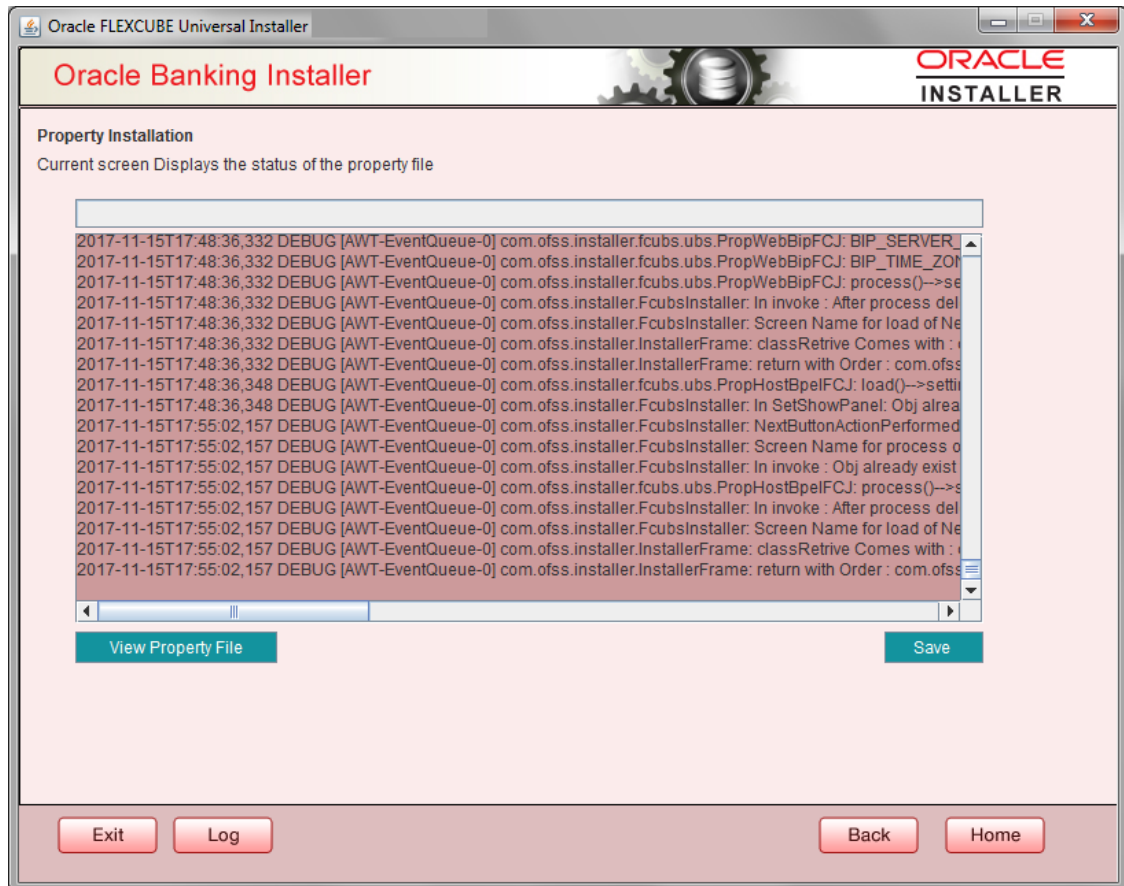 Oracle FLEXCUBE Universal Installer
Oracle Banking Installer
ORACLE
INSTALLER
Property Installation
Current screen Displays the status of the property file
2017-11-15T17:48:36,332 DEBUG [AWT-EventQueue-0] com.ofss.installer.fcubs.ubs.PropWebBipFCJ: BIP_SERVER_
2017-11-15T17:48:36,332 DEBUG [AWT-EventQueue-0] com.ofss.installer.fcubs.ubs.PropWebBipFCJ: BIP_TIME_ZON
2017-11-15T17:48:36,332 DEBUG [AWT-EventQueue-0] com.ofss.installer.fcubs.ubs.PropWebBipFCJ: process()-->se
2017-11-15T17:48:36,332 DEBUG [AWT-EventQueue-0] com.ofss.installer.FcubsInstaller: In invoke : After process del
2017-11-15T17:48:36,332 DEBUG [AWT-EventQueue-0] com.ofss.installer.FcubsInstaller: Screen Name for load of Ne
2017-11-15T17:48:36,332 DEBUG [AWT-EventQueue-0] com.ofss.installer.InstallerFrame: classRetrive Comes with :
2017-11-15T17:48:36,332 DEBUG [AWT-EventQueue-0] com.ofss.installer.InstallerFrame: return with Order : com.ofss
2017-11-15T17:48:36,348 DEBUG [AWT-EventQueue-0] com.ofss.installer.fcubs.ubs.PropHostBpelFCJ: load()-->settin
2017-11-15T17:48:36,348 DEBUG [AWT-EventQueue-0] com.ofss.installer.FcubsInstaller: In SetShowPanel: Obj alrea
2017-11-15T17:55:02,157 DEBUG [AWT-EventQueue-0] com.ofss.installer.FcubsInstaller: NextButtonActionPerformed
2017-11-15T17:55:02,157 DEBUG [AWT-EventQueue-0] com.ofss.installer.FcubsInstaller: Screen Name for process o
2017-11-15T17:55:02,157 DEBUG [AWT-EventQueue-0] com.ofss.installer.FcubsInstaller: In invoke : Obj already exist
2017-11-15T17:55:02,157 DEBUG [AWT-EventQueue-0] com.ofss.installer.fcubs.ubs.PropHostBpelFCJ: process()-->s
2017-11-15T17:55:02,157 DEBUG [AWT-EventQueue-0] com.ofss.installer.FcubsInstaller: In invoke : After process del
2017-11-15T17:55:02,157 DEBUG [AWT-EventQueue-0] com.ofss.installer.FcubsInstaller: Screen Name for load of Ne
2017-11-15T17:55:02,157 DEBUG [AWT-EventQueue-0] com.ofss.installer.InstallerFrame: classRetrive Comes with :
2017-11-15T17:55:02,157 DEBUG [AWT-EventQueue-0] com.ofss.installer.InstallerFrame: return with Order : com.ofss
View Property File
Save
Exit
Log
Back
Home